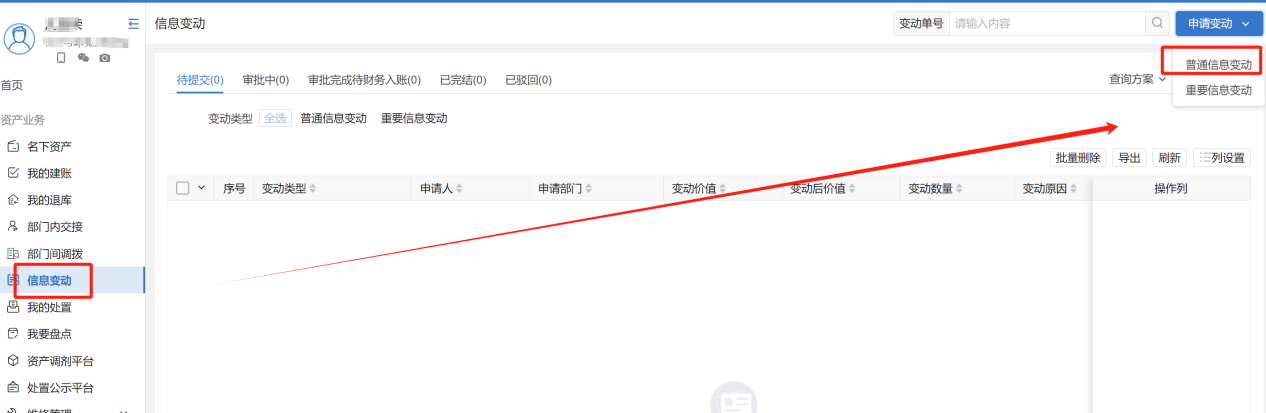 信息变动
变动单号 请输入内容 申请变动
普通信息变动
重要信息变动
首页
资产业务
名下资产
我的建账
我的退库
部门内交接
部门间调拨
信息变动
我的处置
我要盘点
资产调剂平台
处置公示平台
维修管理
待提交(0) 审批中(0) 审批完成待财务入账(0) 已完结(0) 已驳回(0) 查询方案
变动类型 全选 普通信息变动 重要信息变动
批量删除 导出 刷新 列设置
序号 变动类型 申请人 申请部门 变动价值 变动后价值 变动数量 变动原因 操作列